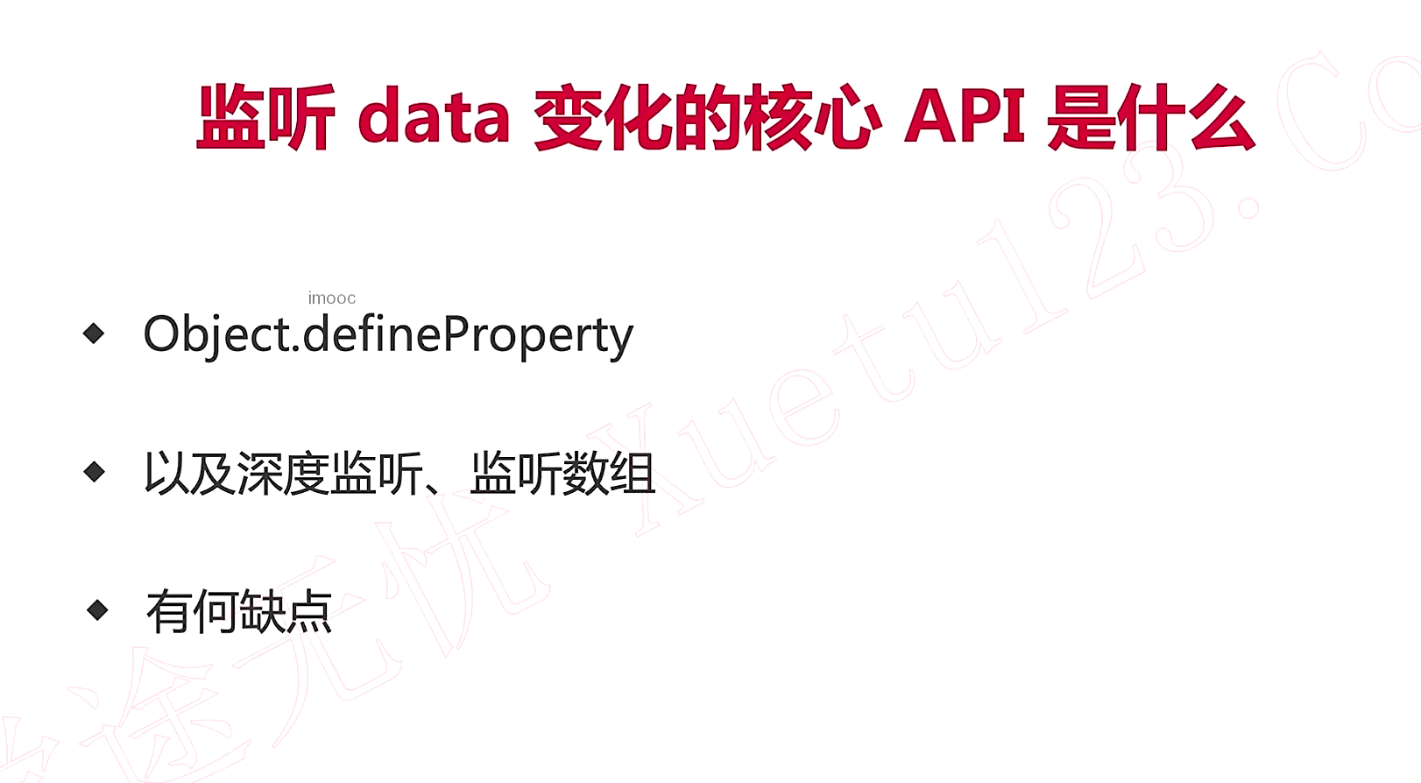 监听 data 变化的核心 API 是什么
imooc
Object.defineProperty
以及深度监听、监听数组
有何缺点
途无忧 Xuetu123.Co